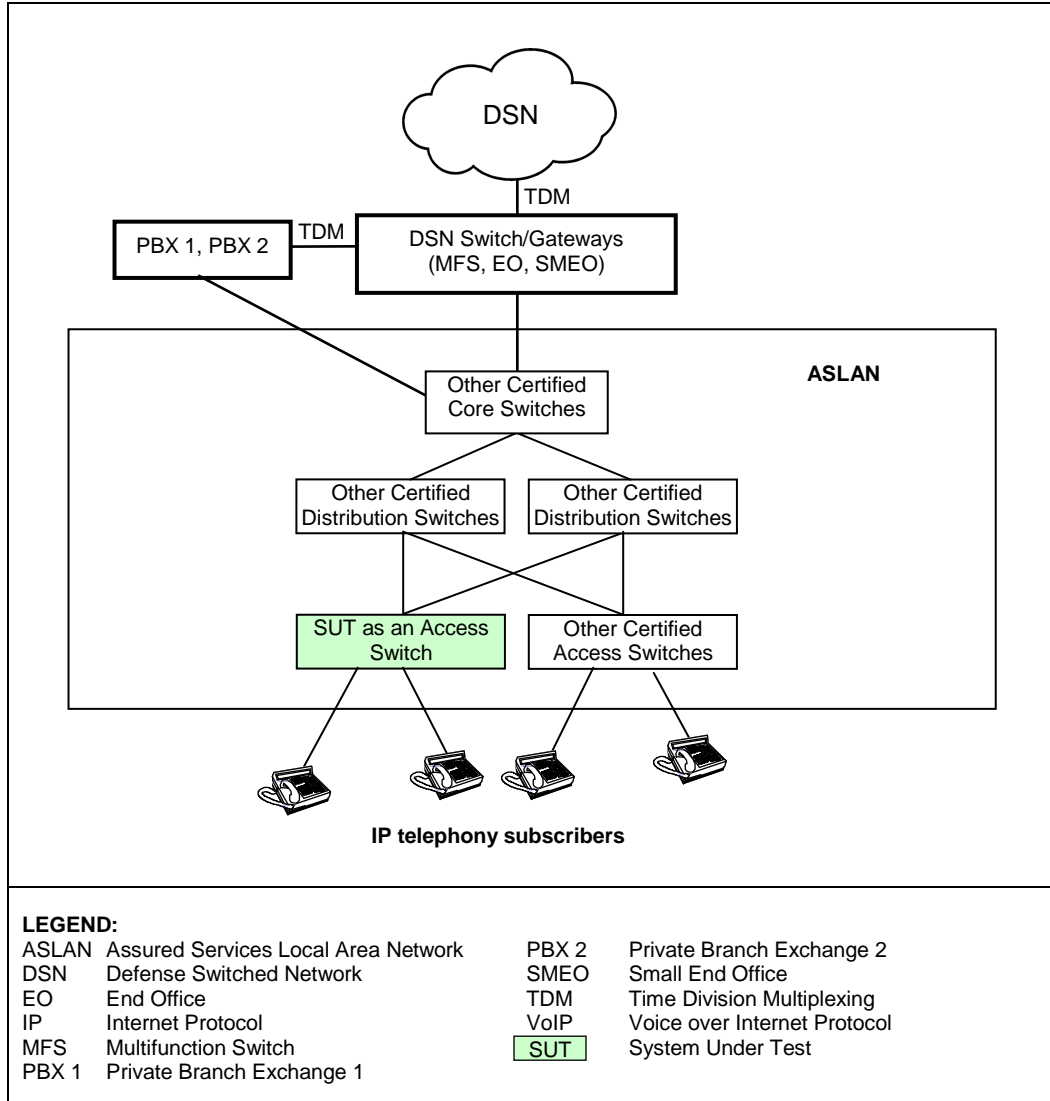 DSN
TDM
PBX 1, PBX 2
TDM
DSN Switch/Gateways
(MFS, EO, SMEO)
ASLAN
Other Certified
Core Switches
Other Certified
Distribution Switches
Other Certified
Distribution Switches
SUT as an Access
Switch
Other Certified
Access Switches
IP telephony subscribers
LEGEND:
ASLAN Assured Services Local Area Network
DSN Defense Switched Network
EO End Office
IP Internet Protocol
MFS Multifunction Switch
PBX 1 Private Branch Exchange 1
PBX 2 Private Branch Exchange 2
SMEO Small End Office
TDM Time Division Multiplexing
VoIP Voice over Internet Protocol
SUT System Under Test